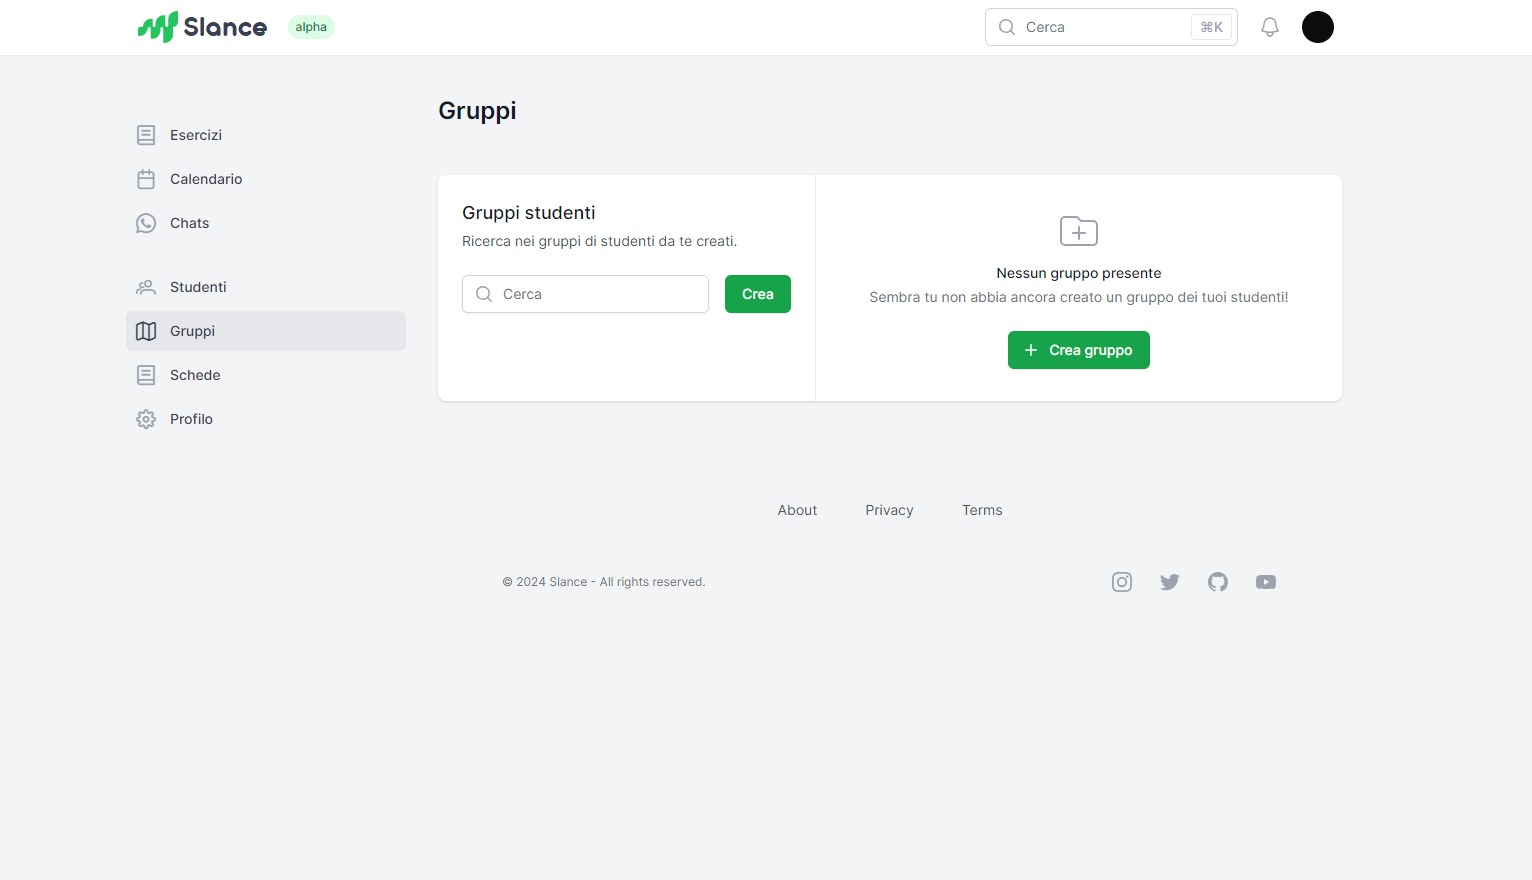 Slance
alpha
Cerca
⌘K
Esercizi
Calendario
Chats
Studenti
Gruppi
Schede
Profilo
Gruppi
Gruppi studenti
Ricerca nei gruppi di studenti da te creati.
Cerca
Crea
Nessun gruppo presente
Sembra tu non abbia ancora creato un gruppo dei tuoi studenti!
Crea gruppo
About
Privacy
Terms
© 2024 Slance - All rights reserved.